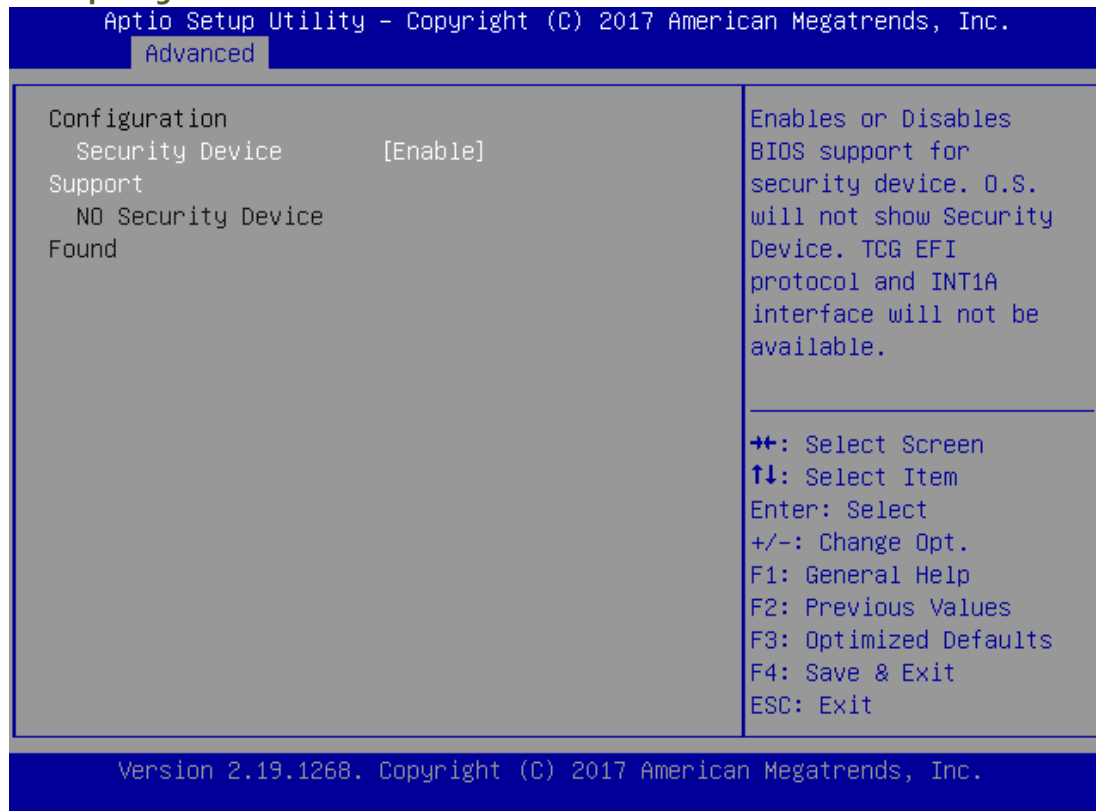 Aptio Setup Utility – Copyright (C) 2017 American Megatrends, Inc.
Advanced
Configuration
Security Device [Enable]
Support
NO Security Device
Found
Enables or Disables
BIOS support for
security device. O.S.
will not show Security
Device. TCG EFI
protocol and INT1A
interface will not be
available.
→←: Select Screen
↑↓: Select Item
Enter: Select
+/-: Change Opt.
F1: General Help
F2: Previous Values
F3: Optimized Defaults
F4: Save & Exit
ESC: Exit
Version 2.19.1268. Copyright (C) 2017 American Megatrends, Inc.